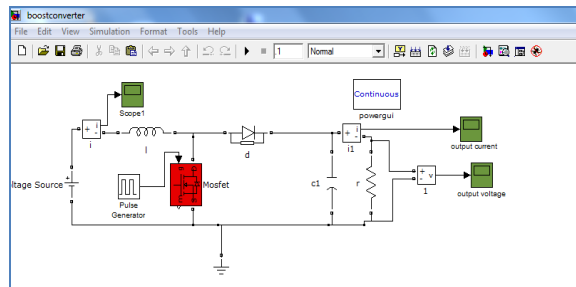 boostconverter
File Edit View Simulation Format Tools Help
.1 Normal
Continuous
powergui
Scope1
+ i -
i
l
d
+ i -
i1
output current
ltage Source
+
Pulse
Generator
Mosfet
c1
r
+ v -
1
output voltage